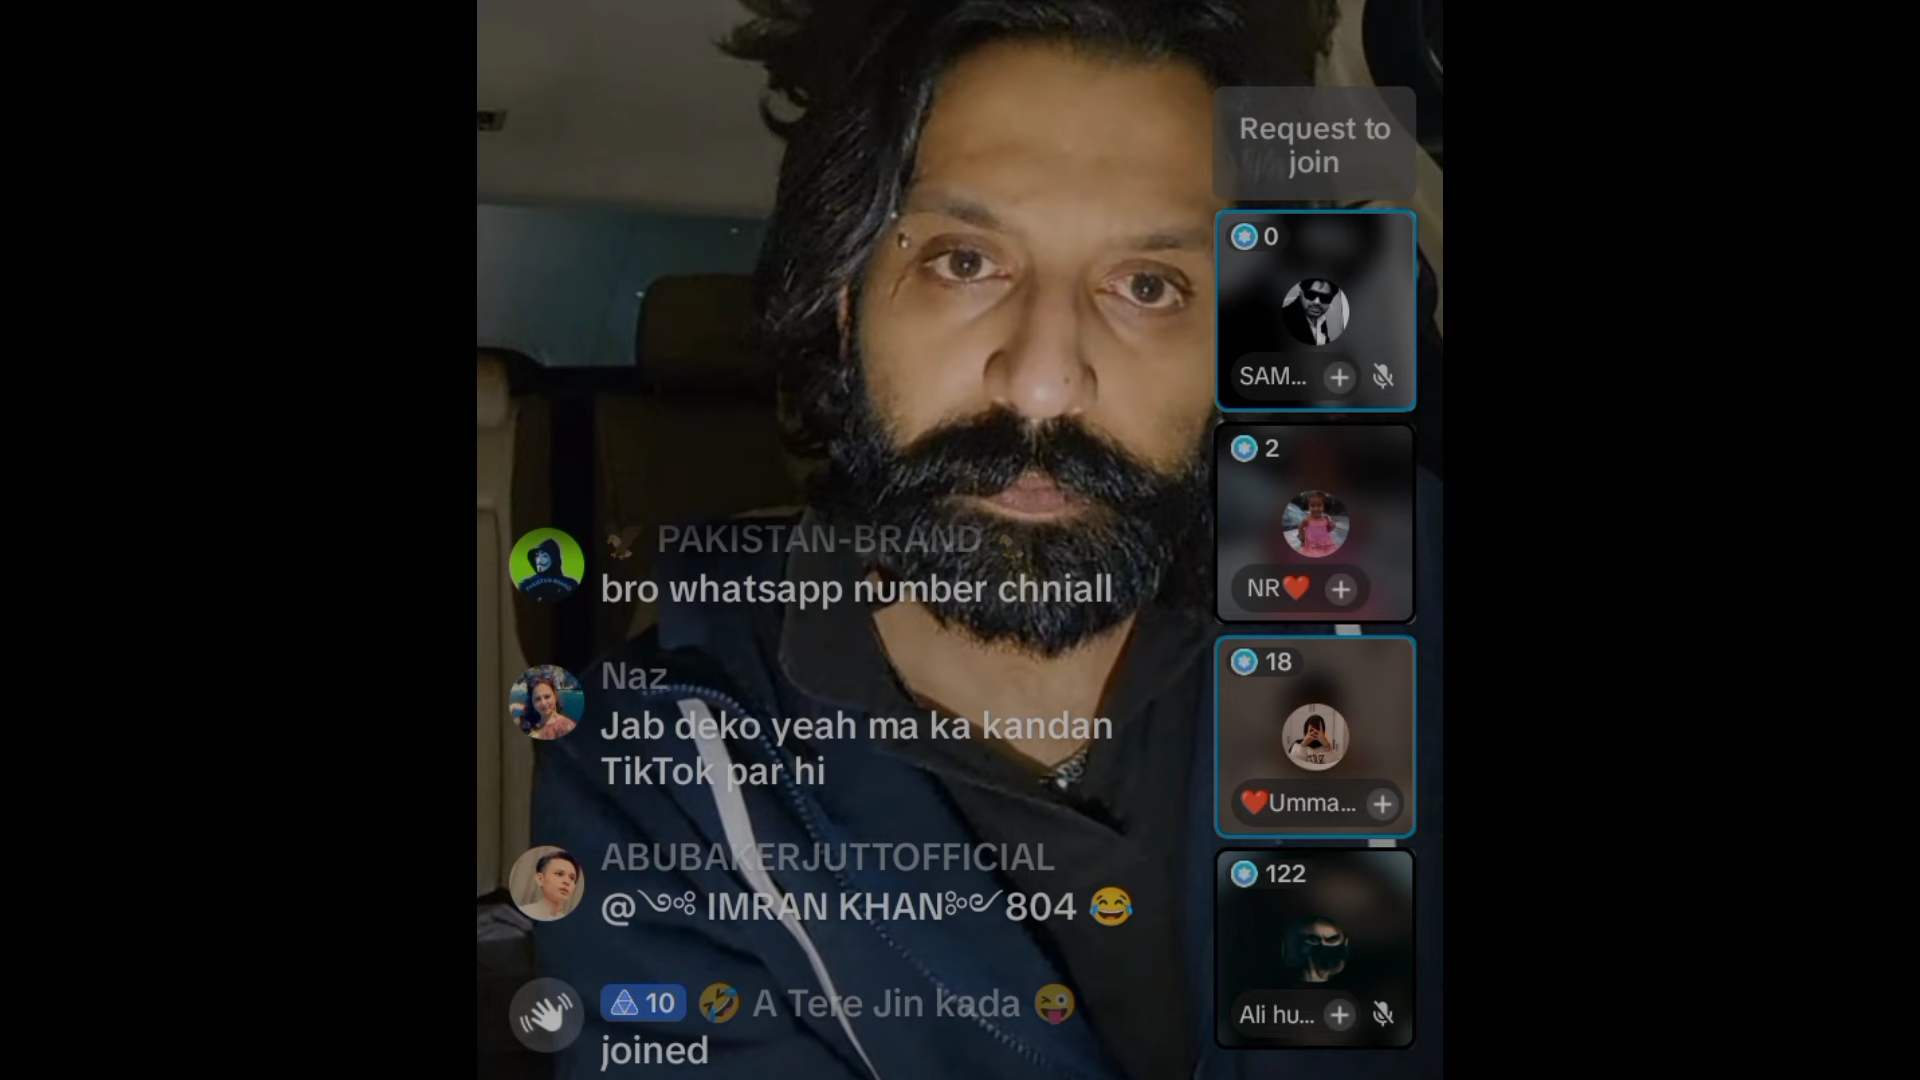 Request to
join
0
SAM...
2
NR❤️
18
❤️Umma...
122
Ali hu...
PAKISTAN-BRAND
bro whatsapp number chniall
Naz
Jab deko yeah ma ka kandan
TikTok par hi
ABUBAKERJUTTOFFICIAL
@༺ IMRAN KHAN༻804 😂
10 🤣 A Tere Jin kada 😜
joined